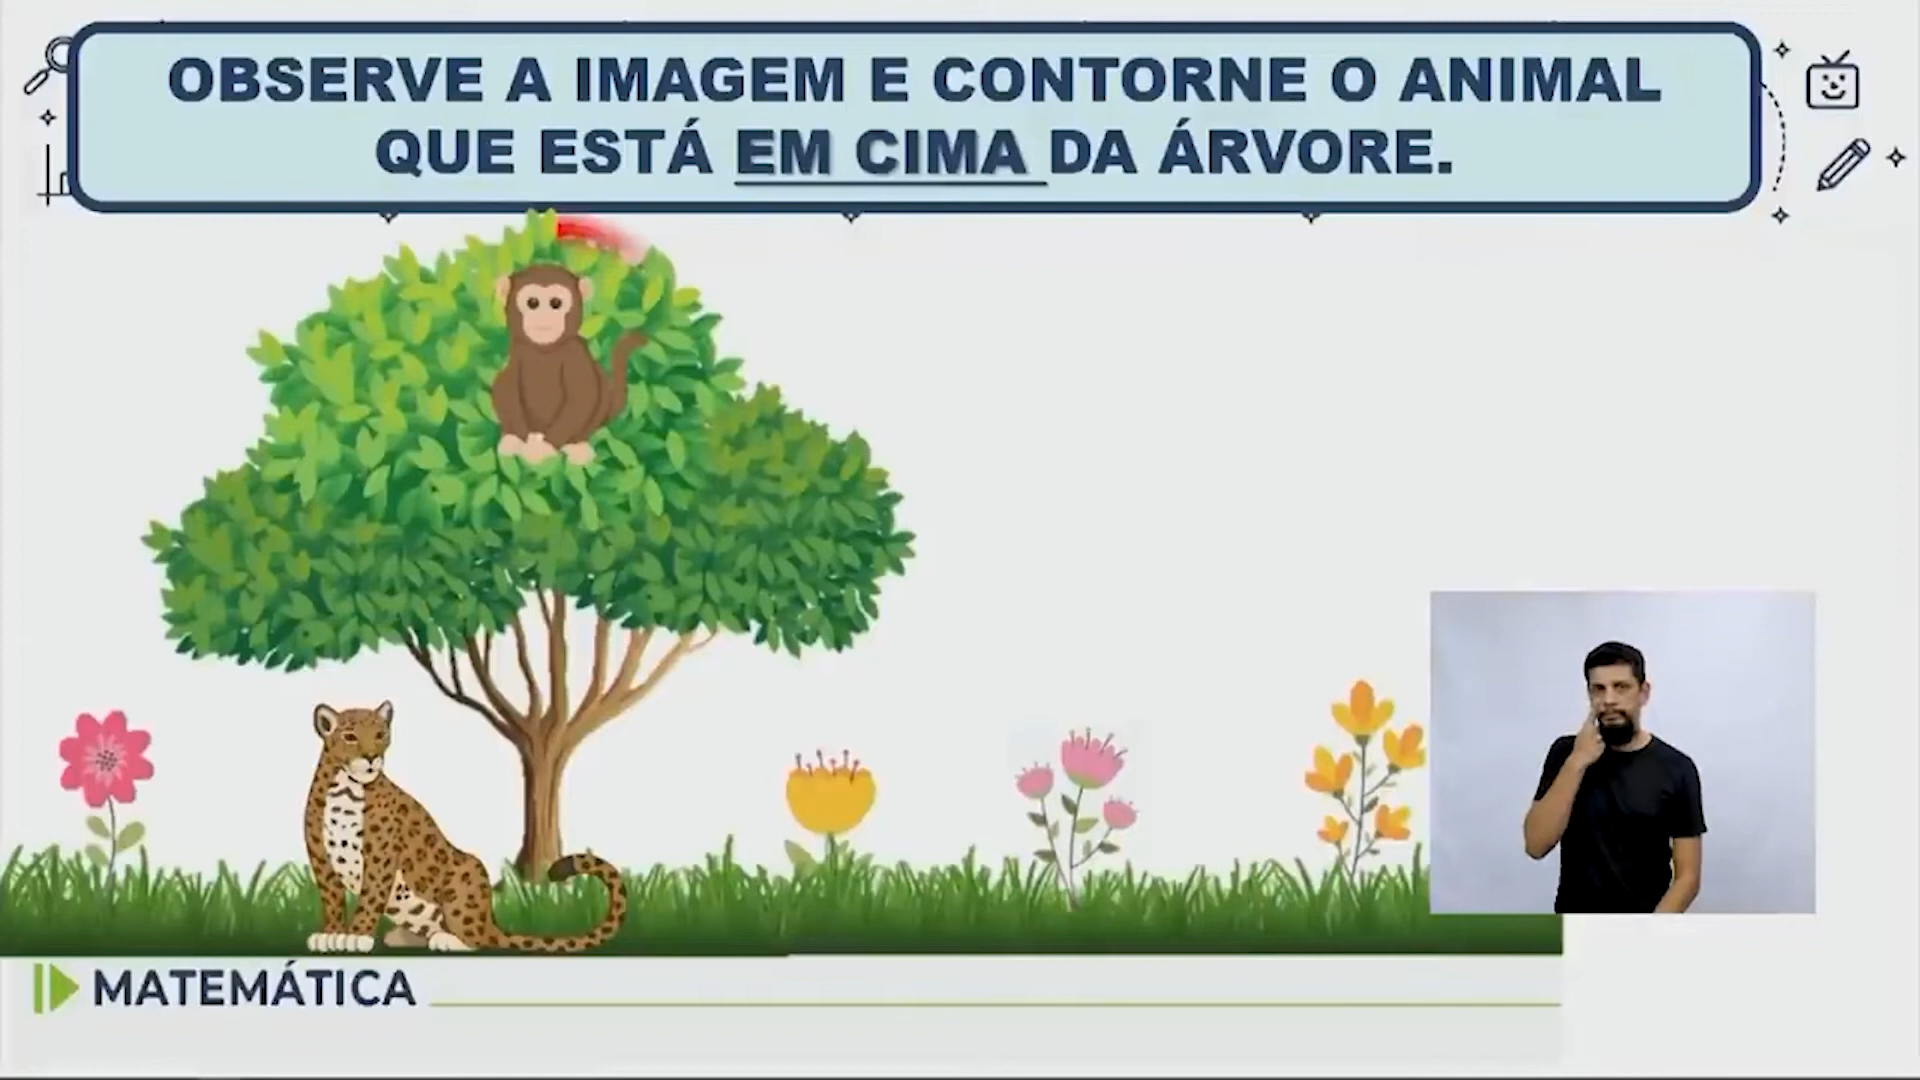 OBSERVE A IMAGEM E CONTORNE O ANIMAL
QUE ESTÁ EM CIMA DA ÁRVORE.
MATEMÁTICA